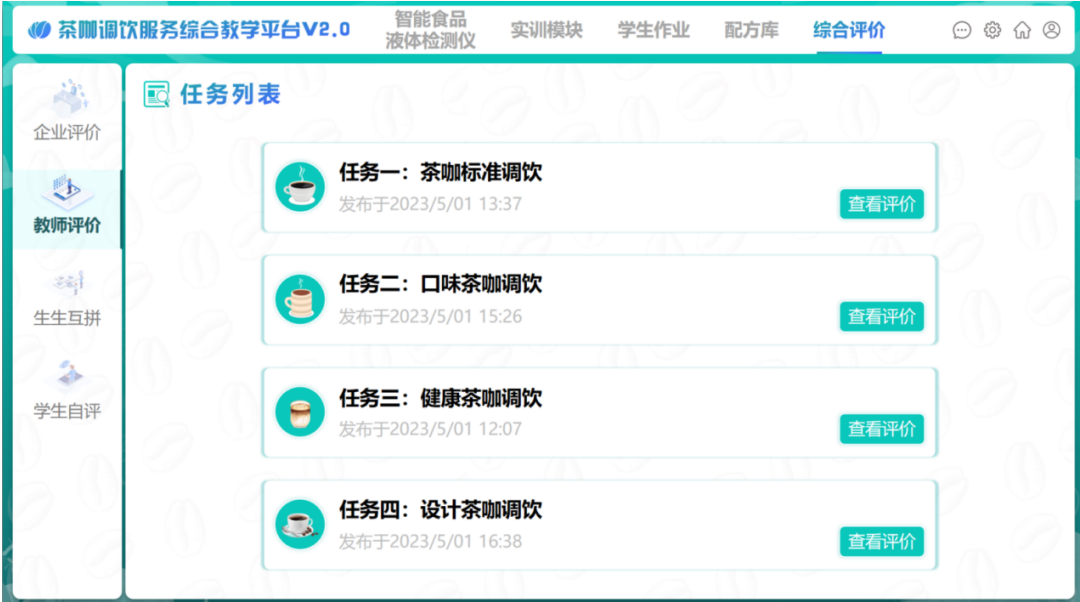 茶咖调饮服务综合教学平台V2.0
智能食品
液体检测仪
实训模块
学生作业
配方库
综合评价
企业评价
教师评价
生生互拼
学生自评
任务列表
任务一：茶咖标准调饮
发布于2023/5/01 13:37
查看评价
任务二：口味茶咖调饮
发布于2023/5/01 15:26
查看评价
任务三：健康茶咖调饮
发布于2023/5/01 12:07
查看评价
任务四：设计茶咖调饮
发布于2023/5/01 16:38
查看评价